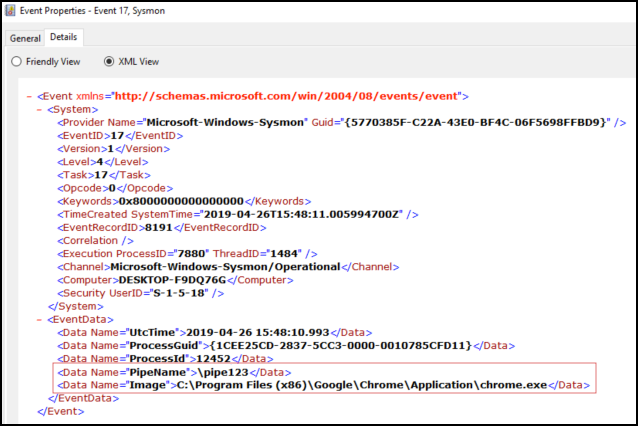 Event Properties - Event 17, Sysmon
General Details
Friendly View XML View
- <Event xmlns="http://schemas.microsoft.com/win/2004/08/events/event">
- <System>
<Provider Name="Microsoft-Windows-Sysmon" Guid="{5770385F-C22A-43E0-BF4C-06F5698FFBD9}" />
<EventID>17</EventID>
<Version>1</Version>
<Level>4</Level>
<Task>17</Task>
<Opcode>0</Opcode>
<Keywords>0x8000000000000000</Keywords>
<TimeCreated SystemTime="2019-04-26T15:48:11.005994700Z" />
<EventRecordID>8191</EventRecordID>
<Correlation />
<Execution ProcessID="7880" ThreadID="1484" />
<Channel>Microsoft-Windows-Sysmon/Operational</Channel>
<Computer>DESKTOP-F9DQ76G</Computer>
<Security UserID="S-1-5-18" />
</System>
- <EventData>
<Data Name="UtcTime">2019-04-26 15:48:10.993</Data>
<Data Name="ProcessGuid">{1CEE25CD-2837-5CC3-0000-0010785CFD11}</Data>
<Data Name="ProcessId">12452</Data>
<Data Name="PipeName">\pipe123</Data>
<Data Name="Image">C:\Program Files (x86)\Google\Chrome\Application\chrome.exe</Data>
</EventData>
</Event>